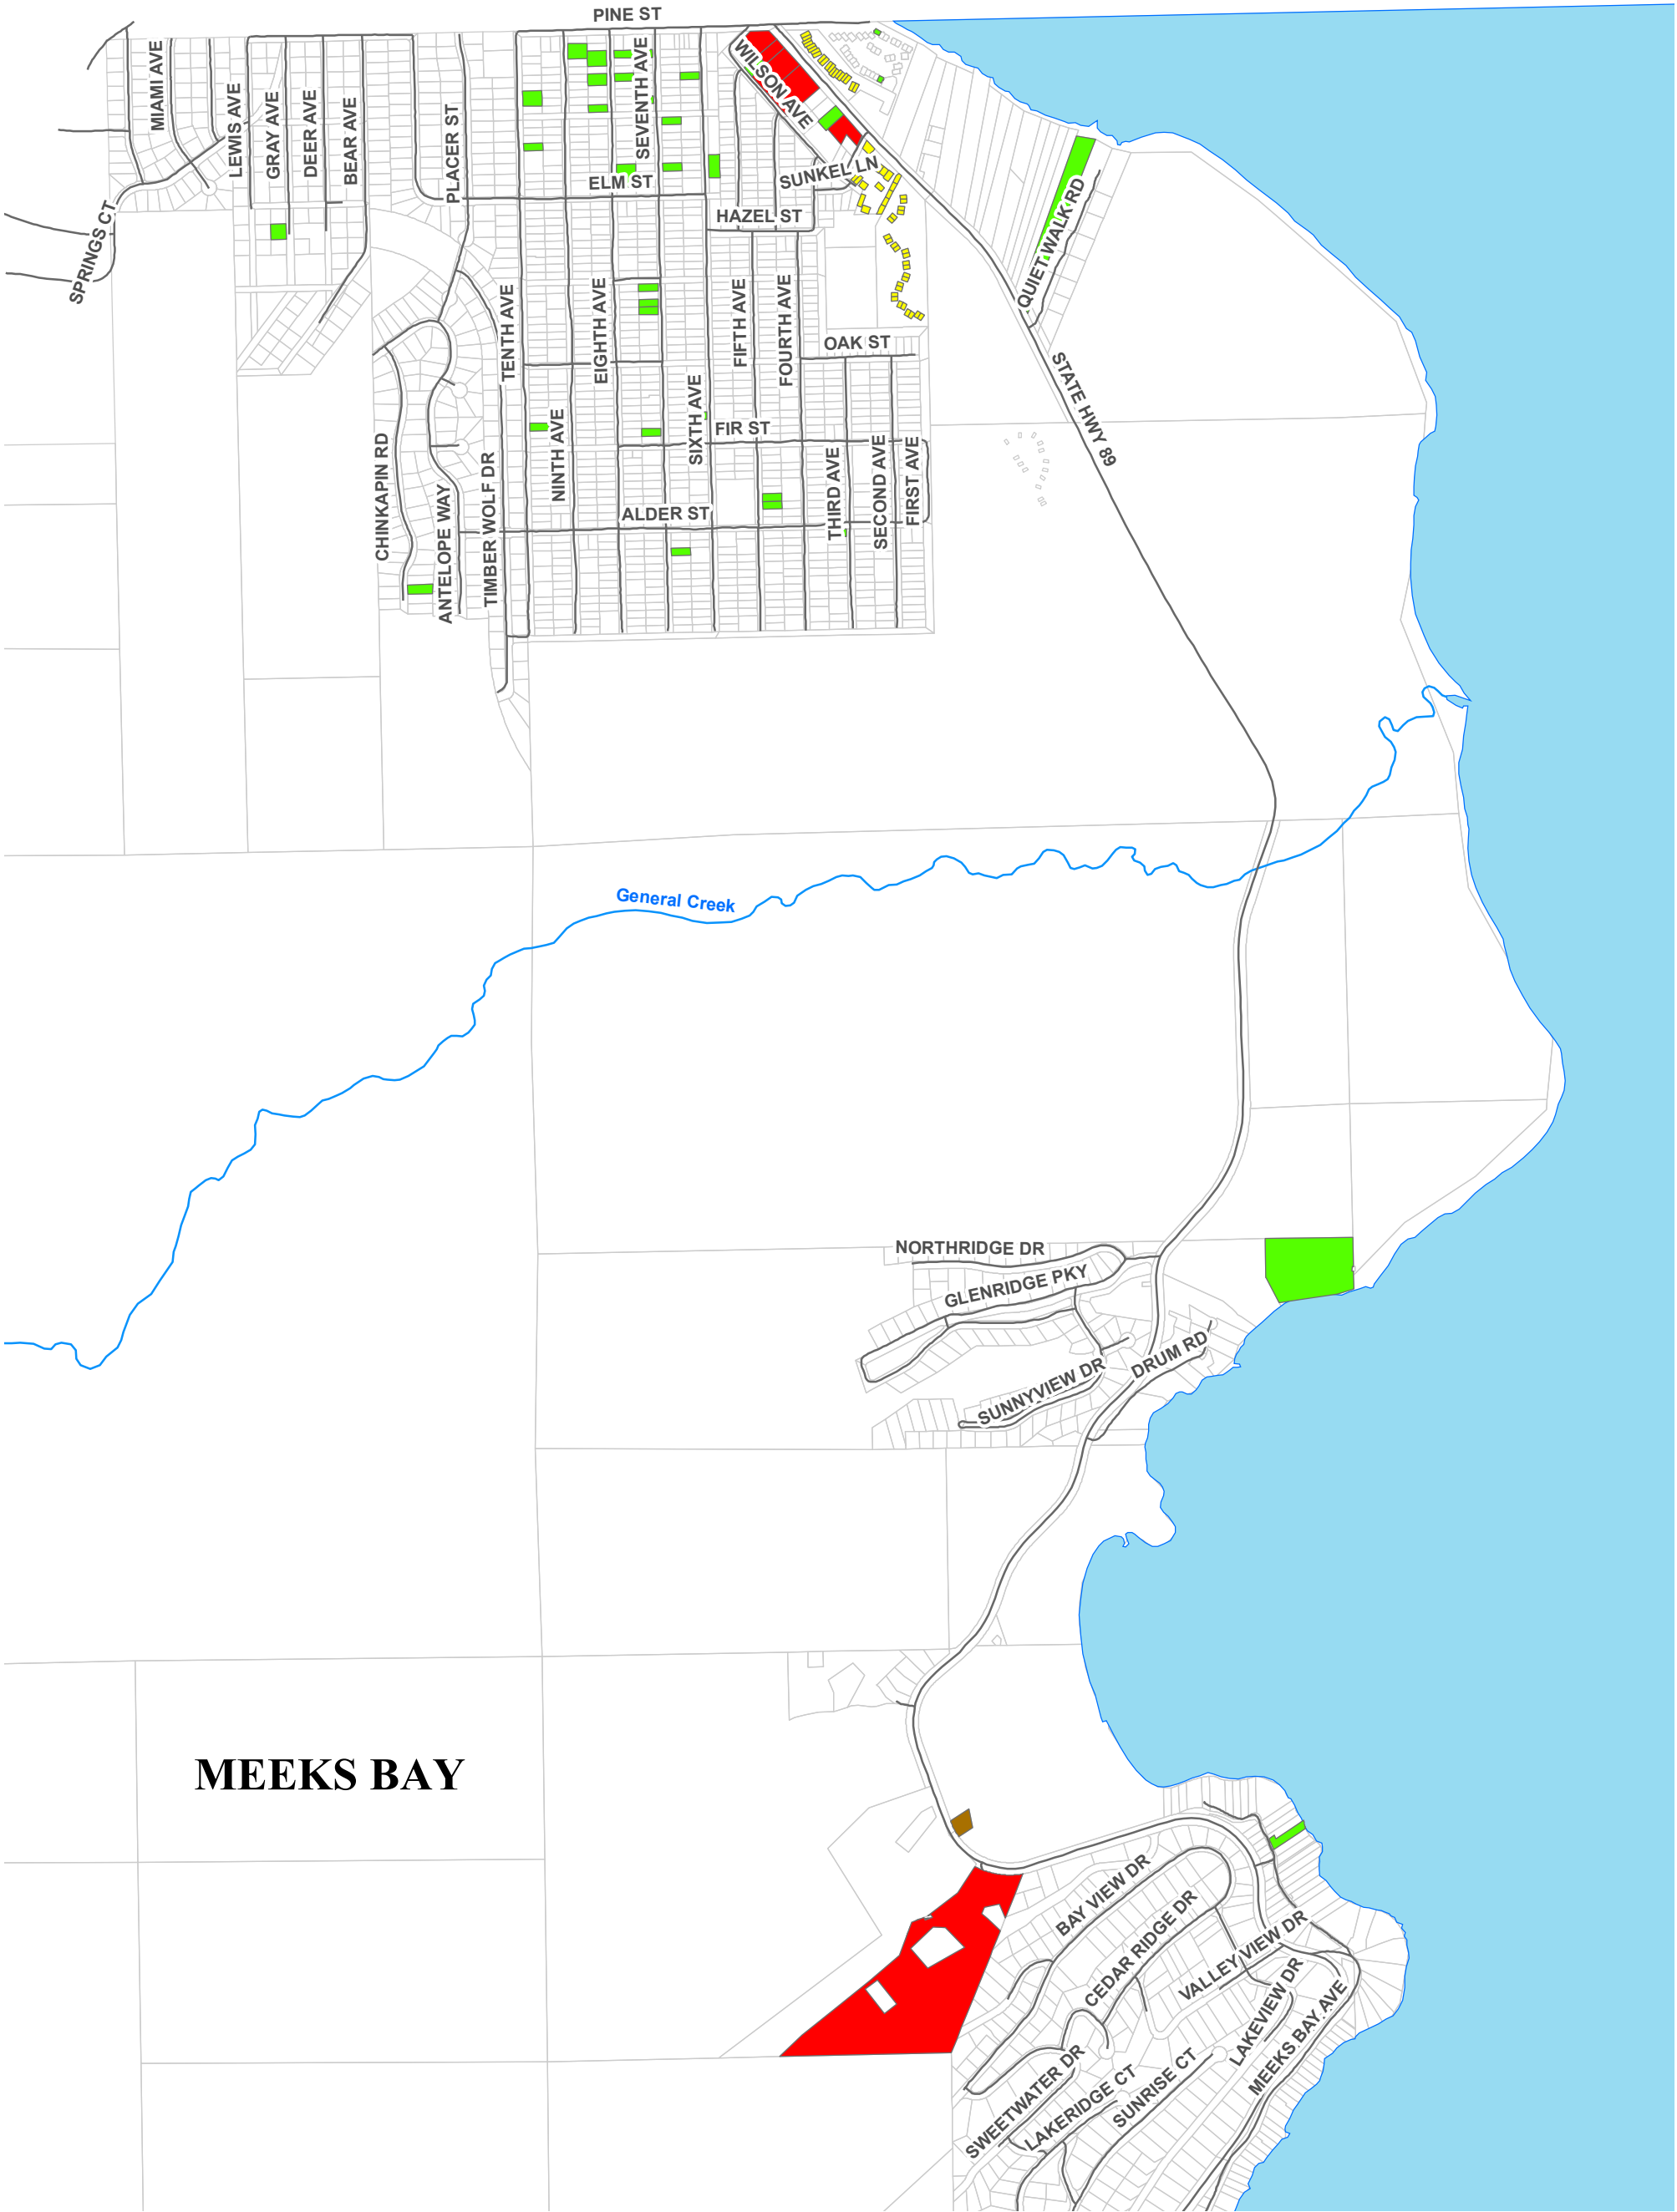 PINE ST
MIAMI AVE
LEWIS AVE
GRAY AVE
DEER AVE
BEAR AVE
PLACER ST
SEVENTH AVE
WILSON AVE
SPRINGS CT
ELM ST
SUNKEL LN
HAZEL ST
QUIET WALK RD
TENTH AVE
EIGHTH AVE
FIFTH AVE
FOURTH AVE
OAK ST
STATE HWY 89
NINTH AVE
SIXTH AVE
FIR ST
CHINKAPIN RD
ANTELOPE WAY
TIMBER WOLF DR
THIRD AVE
SECOND AVE
FIRST AVE
ALDER ST
General Creek
NORTHRIDGE DR
GLENRIDGE PKY
DRUM RD
SUNNYVIEW DR
MEEKS BAY
BAY VIEW DR
CEDAR RIDGE DR
VALLEY VIEW DR
LAKEVIEW DR
MEEKS BAY AVE
SWEETWATER DR
LAKERIDGE CT
SUNRISE CT